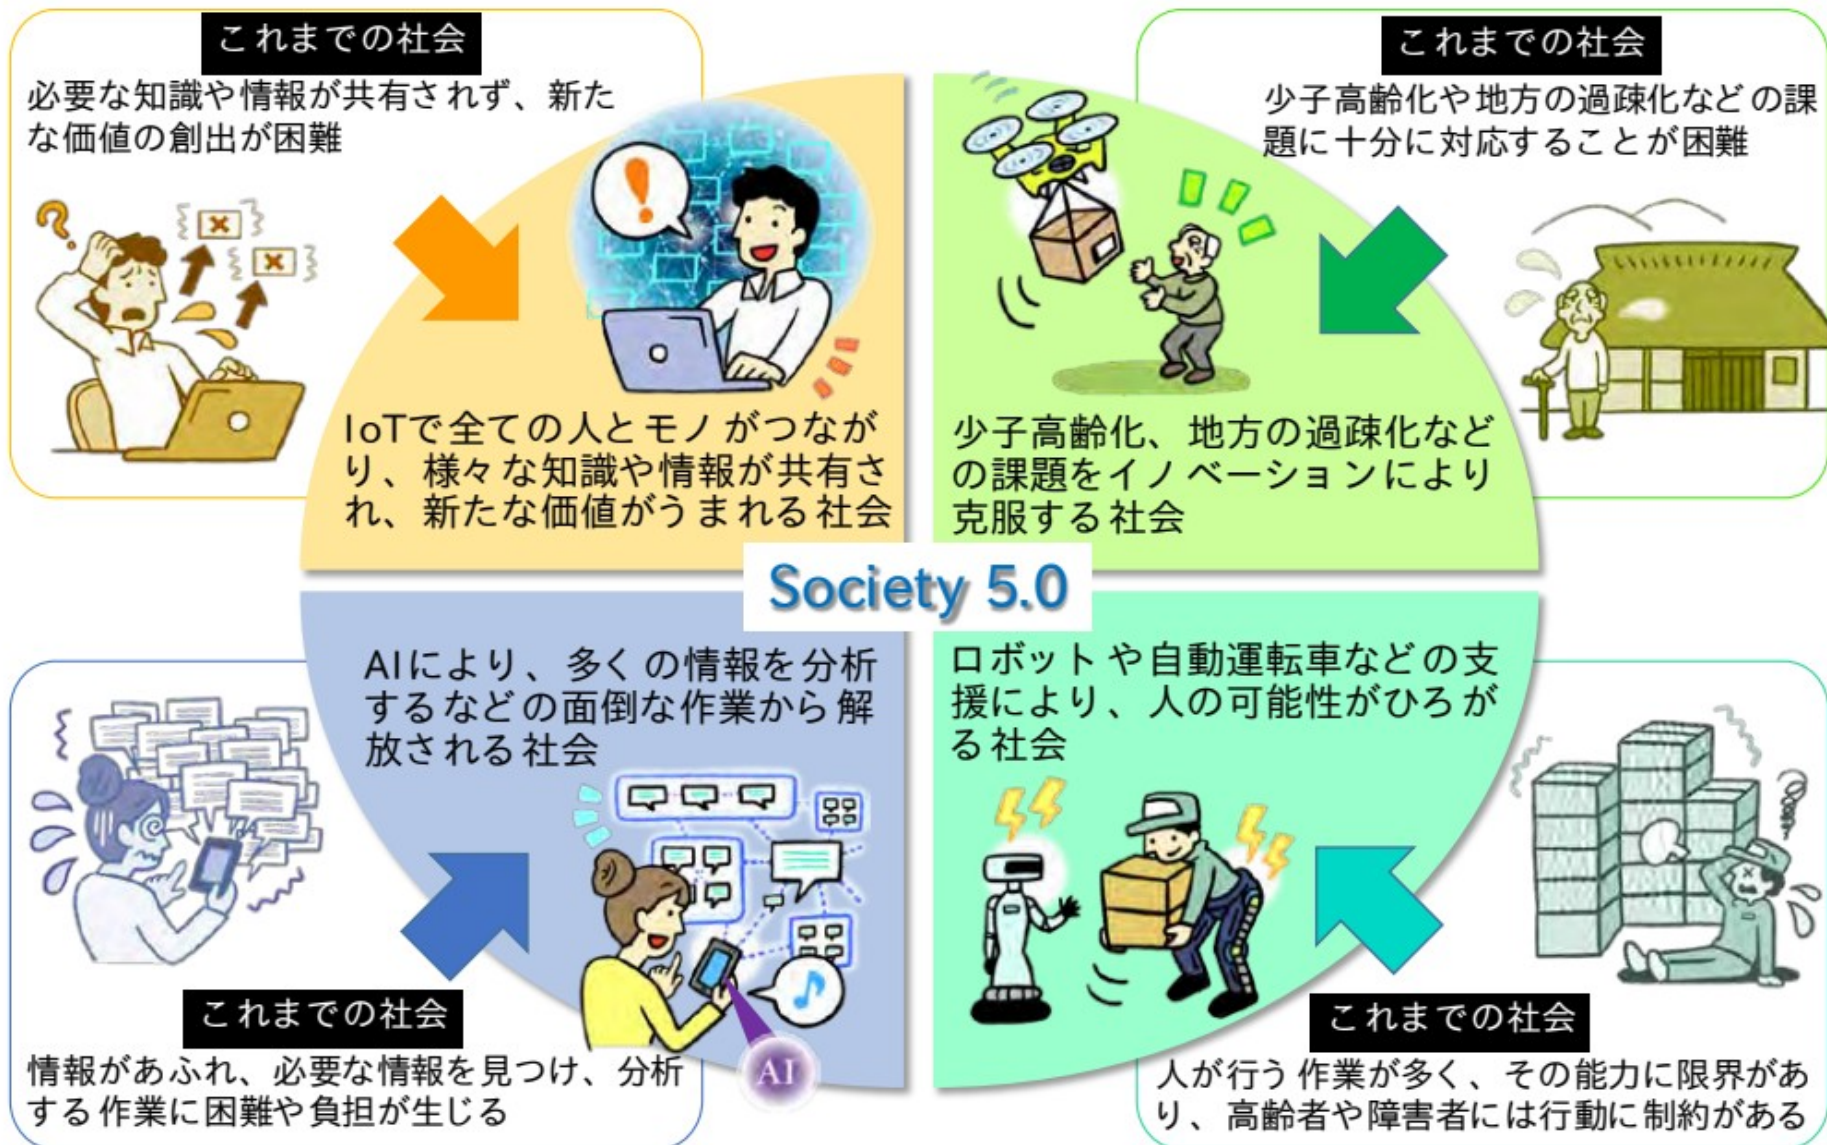 これまでの社会
必要な知識や情報が共有されず、新た
な価値の創出が困難
IoTで全ての人とモノがつなが
り、様々な知識や情報が共有さ
れ、新たな価値がうまれる社会
これまでの社会
少子高齢化や地方の過疎化などの課
題に十分に対応することが困難
少子高齢化、地方の過疎化など
の課題をイノベーションにより
克服する社会
Society 5.0
AIにより、多くの情報を分析
するなどの面倒な作業から解
放される社会
AI
これまでの社会
情報があふれ、必要な情報を見つけ、分析
する作業に困難や負担が生じる
ロボットや自動運転車などの支
援により、人の可能性がひろが
る社会
これまでの社会
人が行う作業が多く、その能力に限界があ
り、高齢者や障害者には行動に制約がある